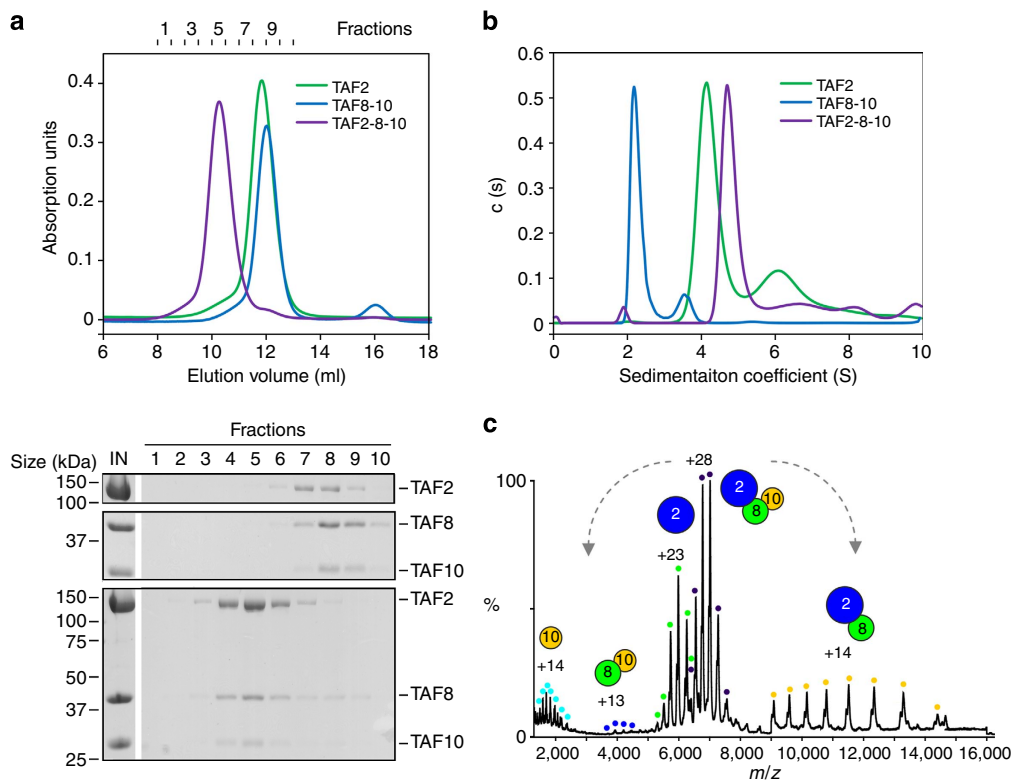 a
1 3 5 7 9 Fractions
0.4
0.3
0.2
0.1
0
Absorption units
TAF2
TAF8-10
TAF2-8-10
6 8 10 12 14 16 18
Elution volume (ml)
b
0.6
0.5
0.4
0.3
0.2
0.1
0
c (s)
TAF2
TAF8-10
TAF2-8-10
0 2 4 6 8 10
Sedimentaiton coefficient (S)
Fractions
Size (kDa) IN 1 2 3 4 5 6 7 8 9 10
150
100
TAF2
37
TAF8
TAF10
150
100
75
50
37
25
TAF2
TAF8
TAF10
c
100
%
0
+28
2
2 8 10
+23
2 8
+14
10
+14
8 10
+13
2,000 4,000 6,000 8,000 10,000 12,000 14,000 16,000
m/z